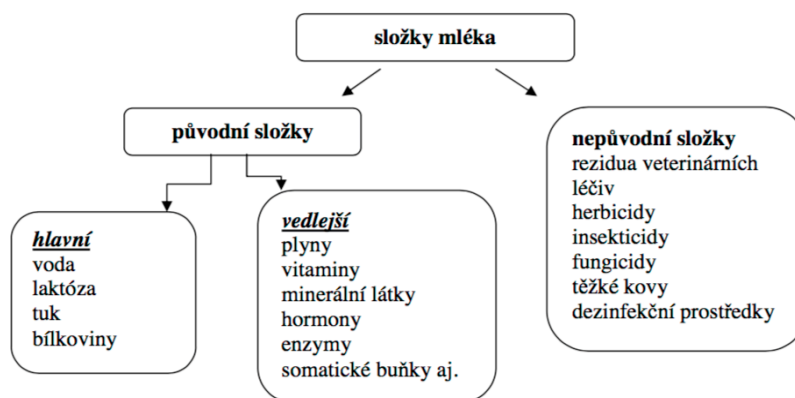 složky mléka
původní složky
hlavní
voda
laktóza
tuk
bílkoviny
vedlejší
plyny
vitaminy
minerální látky
hormony
enzymy
somatické buňky aj.
nepůvodní složky
rezidua veterinárních
léčiv
herbicidy
insekticidy
fungicidy
těžké kovy
dezinfekční prostředky